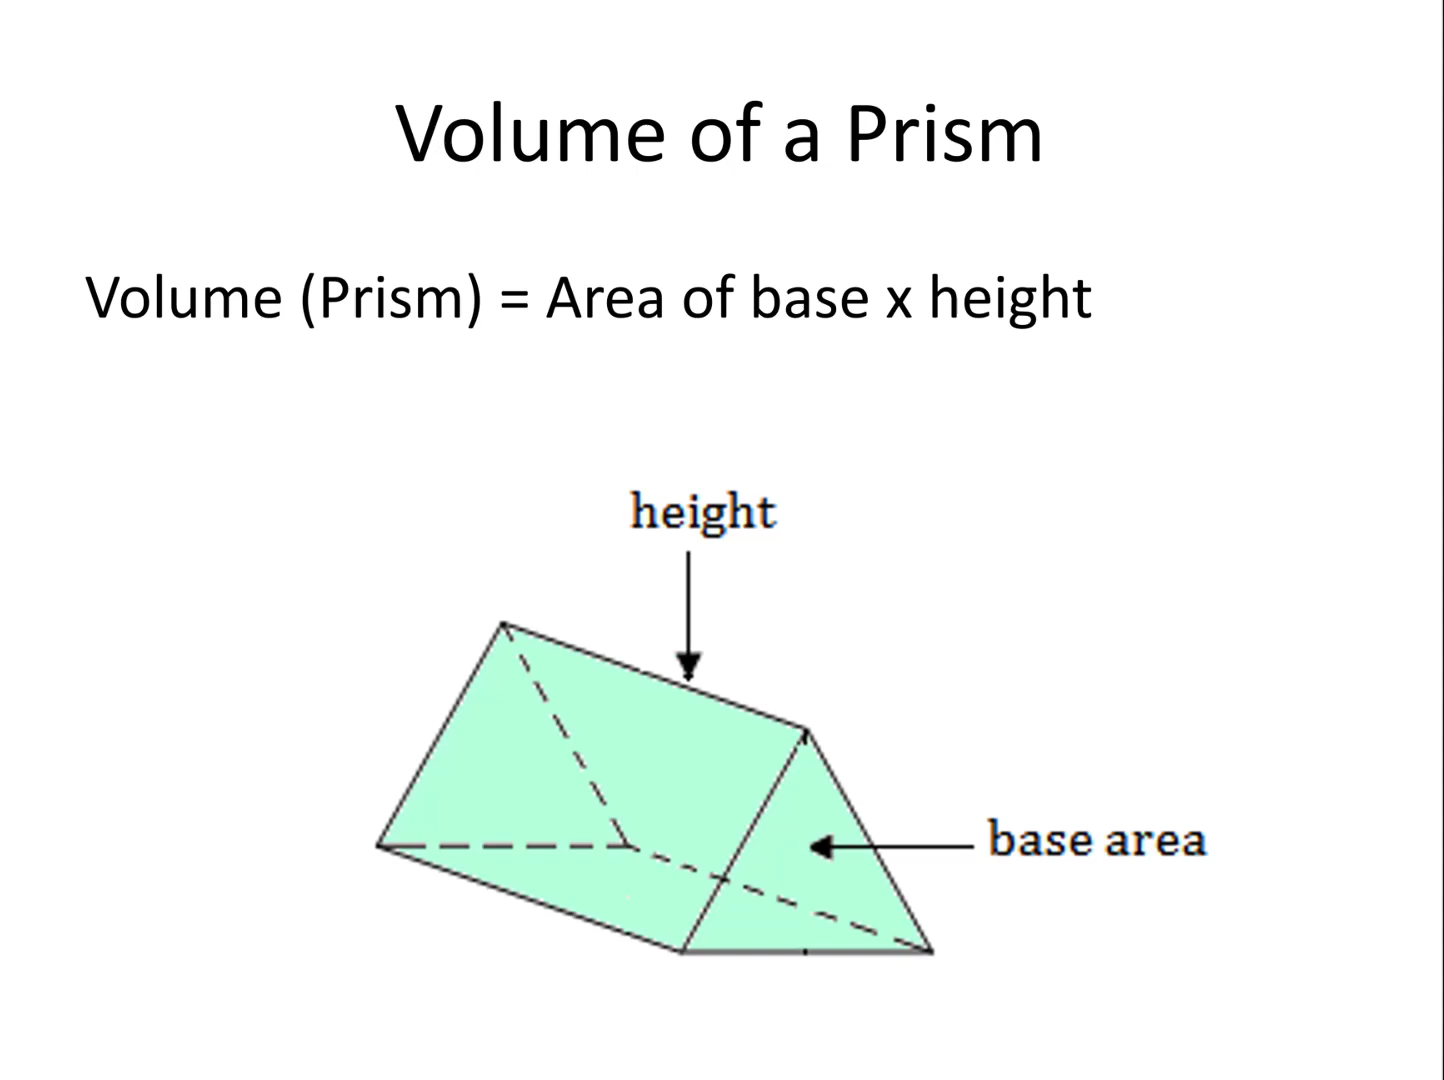 Volume of a Prism
Volume (Prism) = Area of base x height
height
base area